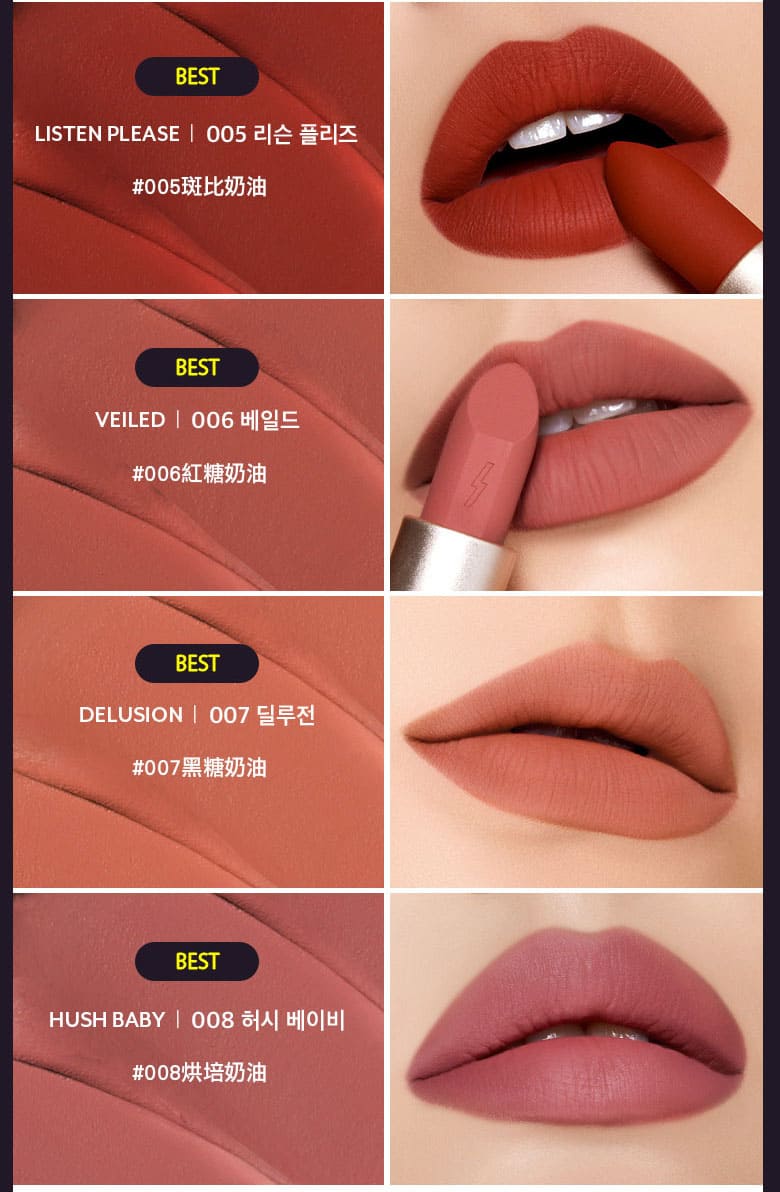 BEST
LISTEN PLEASE | 005 리슨 플리즈
#005斑比奶油
BEST
VEILED | 006 베일드
#006紅糖奶油
BEST
DELUSION | 007 딜루전
#007黑糖奶油
BEST
HUSH BABY | 008 허시 베이비
#008烘培奶油